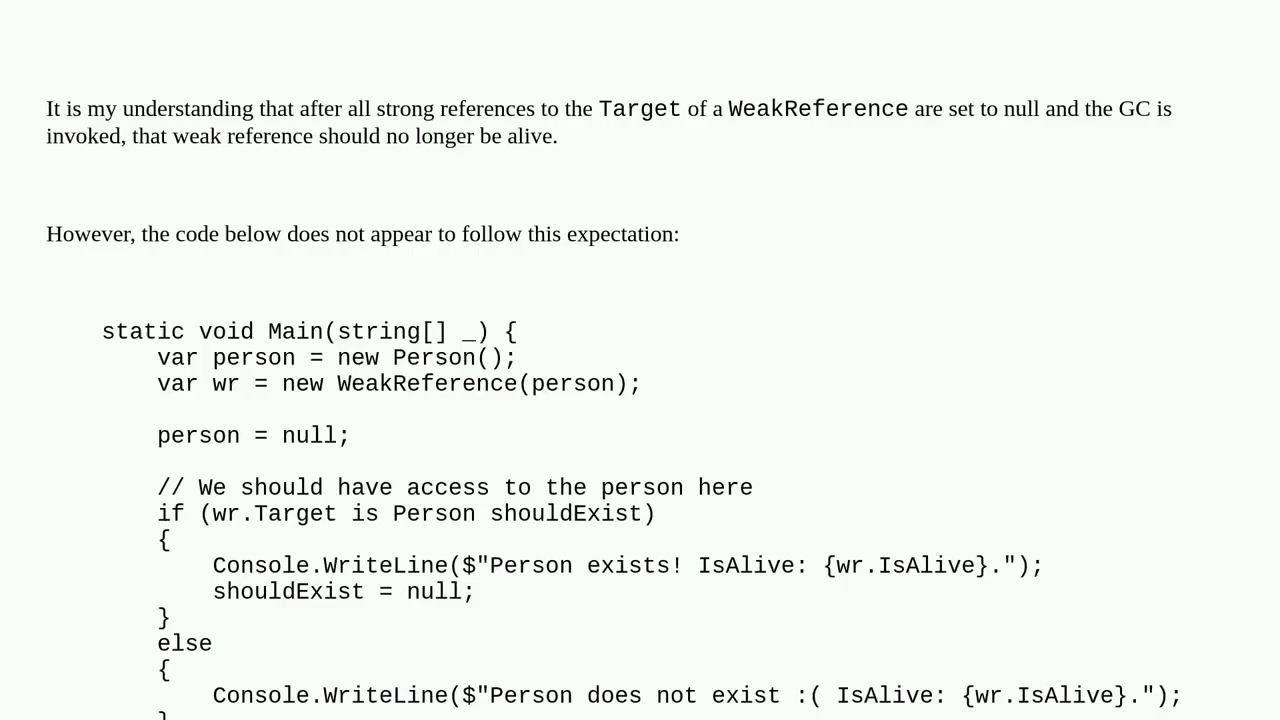 It is my understanding that after all strong references to the Target of a WeakReference are set to null and the GC is
invoked, that weak reference should no longer be alive.
However, the code below does not appear to follow this expectation:
static void Main(string[] _) {
    var person = new Person();
    var wr = new WeakReference(person);
    person = null;
    // We should have access to the person here
    if (wr.Target is Person shouldExist)
    {
        Console.WriteLine($"Person exists! IsAlive: {wr.IsAlive}.");
        shouldExist = null;
    }
    else
    {
        Console.WriteLine($"Person does not exist :( IsAlive: {wr.IsAlive}.");
    }